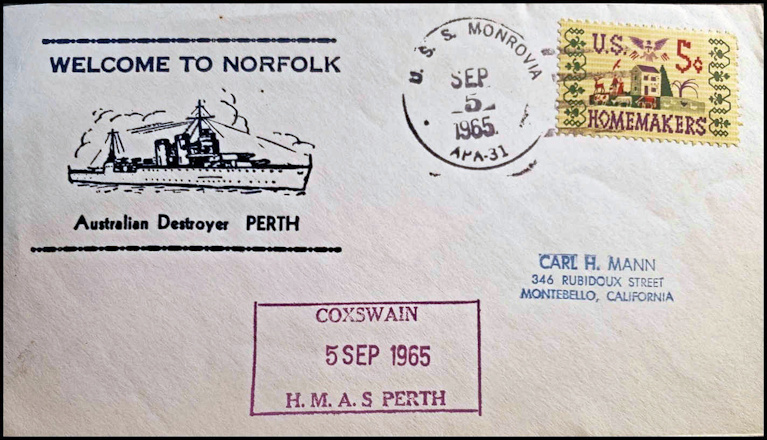 WELCOME TO NORFOLK
Australian Destroyer PERTH
U. S. S. MONROVIA
SEP
5
1965
APA-31
U.S. 5¢
HOMEMAKERS
CARL H. MANN
346 RUBIDOUX STREET
MONTEBELLO, CALIFORNIA
COXSWAIN
5 SEP 1965
H. M. A. S PERTH